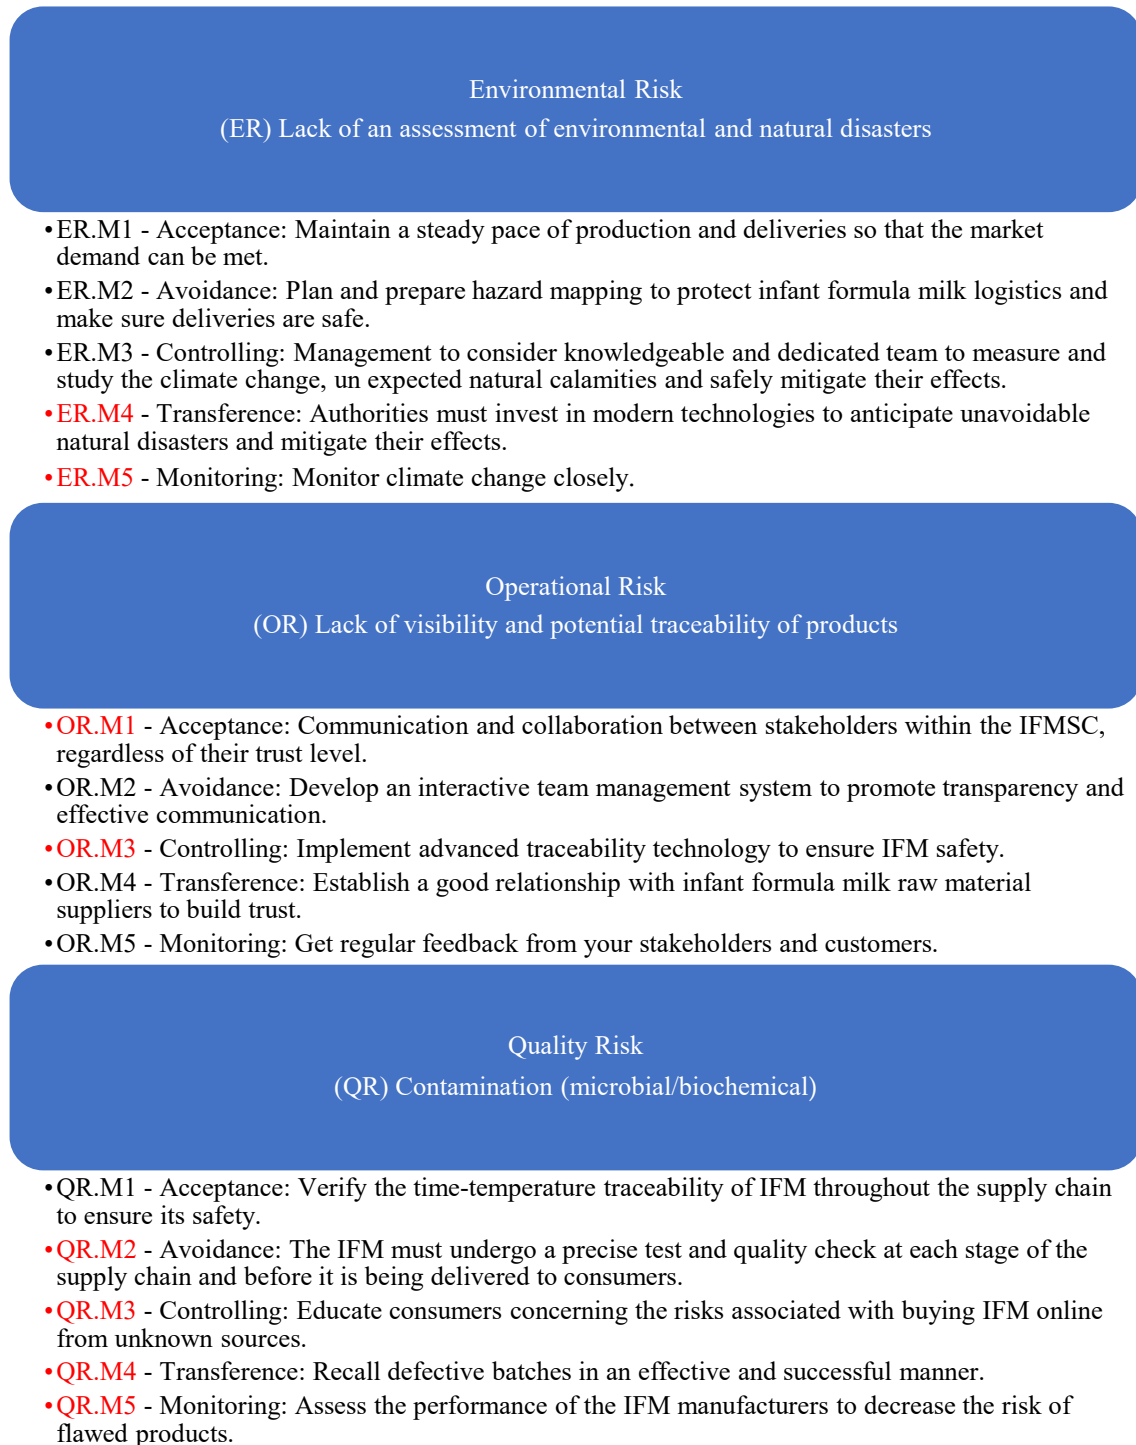 Environmental Risk
(ER) Lack of an assessment of environmental and natural disasters
•ER.M1 - Acceptance: Maintain a steady pace of production and deliveries so that the market
demand can be met.
•ER.M2 - Avoidance: Plan and prepare hazard mapping to protect infant formula milk logistics and
make sure deliveries are safe.
•ER.M3 - Controlling: Management to consider knowledgeable and dedicated team to measure and
study the climate change, un expected natural calamities and safely mitigate their effects.
•ER.M4 - Transference: Authorities must invest in modern technologies to anticipate unavoidable
natural disasters and mitigate their effects.
•ER.M5 - Monitoring: Monitor climate change closely.
Operational Risk
(OR) Lack of visibility and potential traceability of products
•OR.M1 - Acceptance: Communication and collaboration between stakeholders within the IFMSC,
regardless of their trust level.
•OR.M2 - Avoidance: Develop an interactive team management system to promote transparency and
effective communication.
•OR.M3 - Controlling: Implement advanced traceability technology to ensure IFM safety.
•OR.M4 - Transference: Establish a good relationship with infant formula milk raw material
suppliers to build trust.
•OR.M5 - Monitoring: Get regular feedback from your stakeholders and customers.
Quality Risk
(QR) Contamination (microbial/biochemical)
•QR.M1 - Acceptance: Verify the time-temperature traceability of IFM throughout the supply chain
to ensure its safety.
•QR.M2 - Avoidance: The IFM must undergo a precise test and quality check at each stage of the
supply chain and before it is being delivered to consumers.
•QR.M3 - Controlling: Educate consumers concerning the risks associated with buying IFM online
from unknown sources.
•QR.M4 - Transference: Recall defective batches in an effective and successful manner.
•QR.M5 - Monitoring: Assess the performance of the IFM manufacturers to decrease the risk of
flawed products.